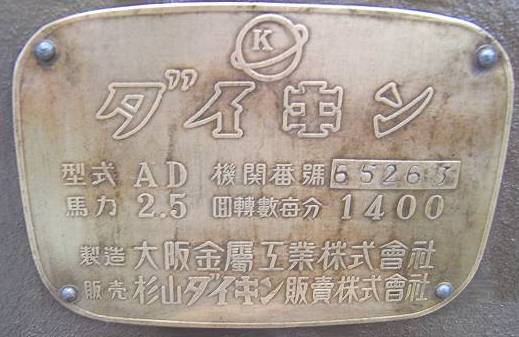 K
ダイキン
型式 AD 機関番號 65263
馬力 2.5 回轉數每分 1400
製造 大阪金屬工業株式會社
販売 杉山ダイキン販賣株式會社